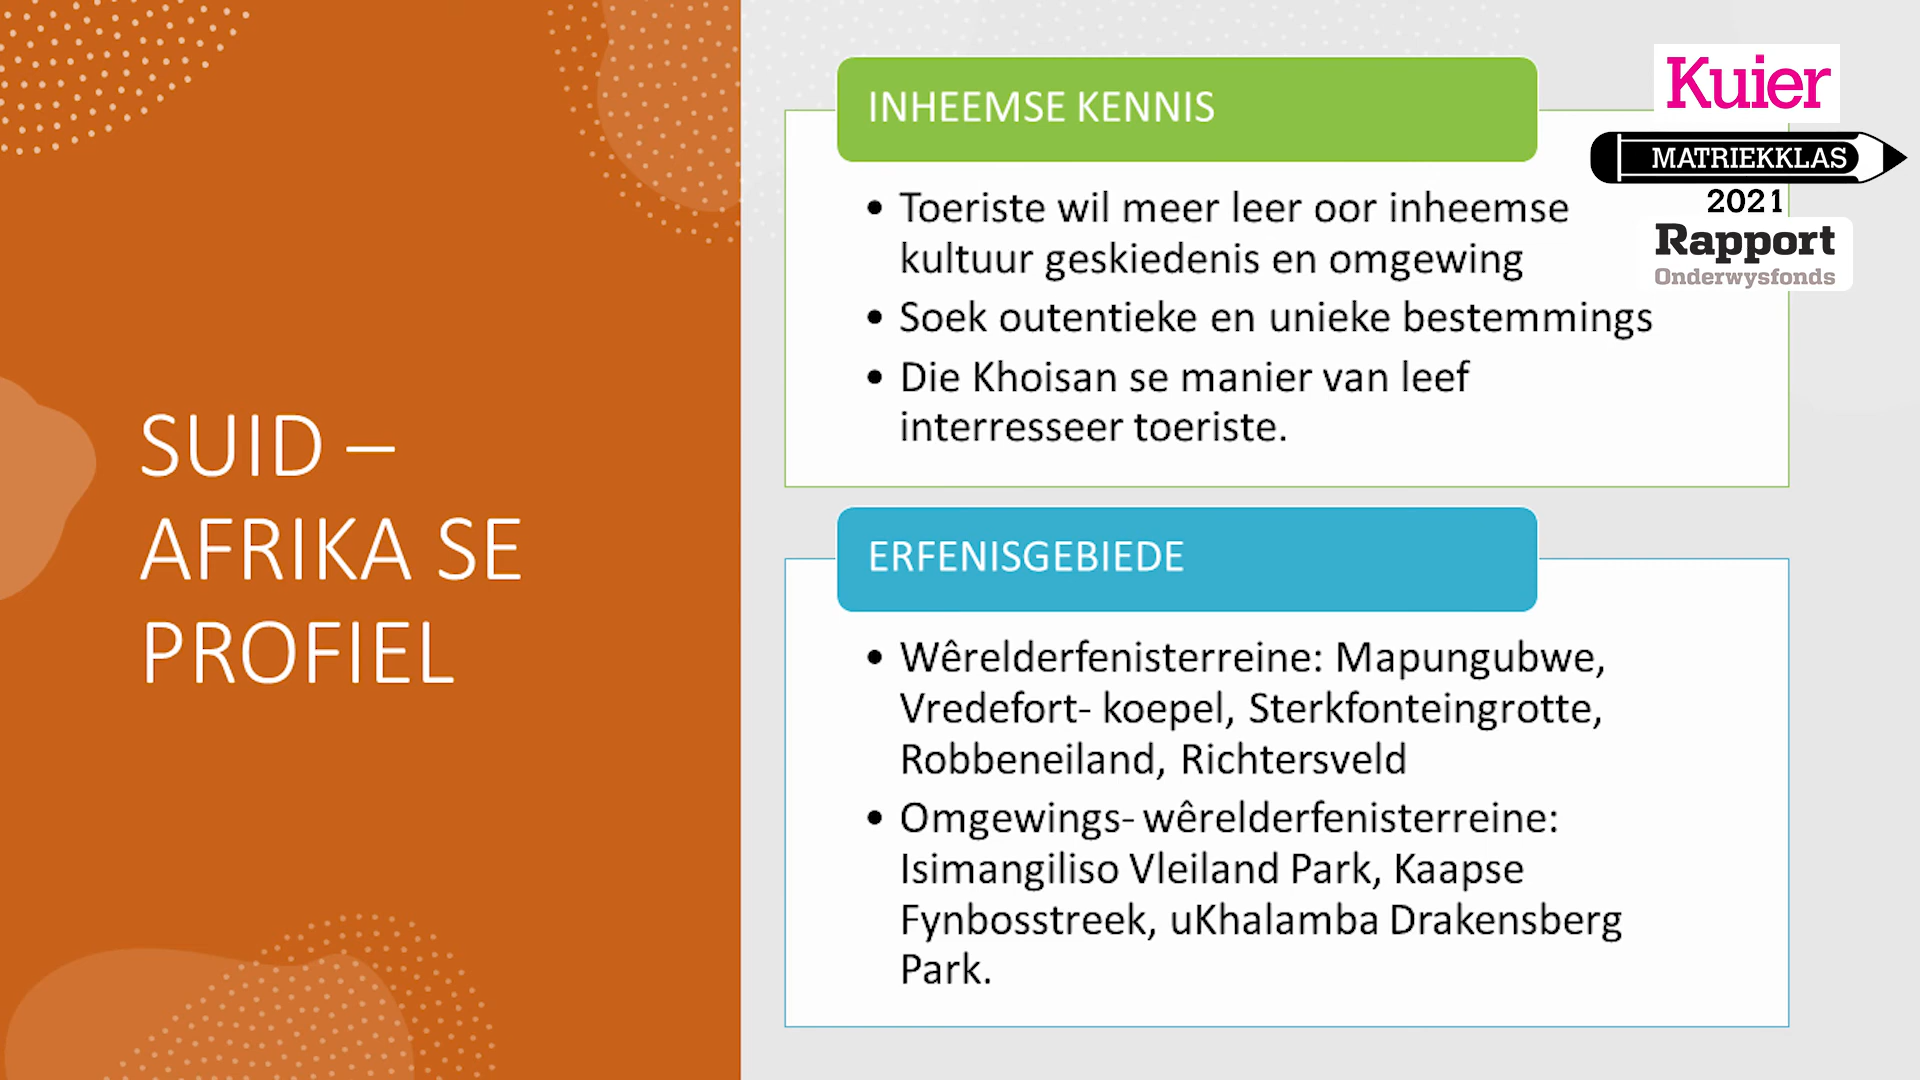 SUID –
AFRIKA SE
PROFIEL
INHEEMSE KENNIS
• Toeriste wil meer leer oor inheemse
kultuur geskiedenis en omgewing
• Soek outentieke en unieke bestemmings
• Die Khoisan se manier van leef
interresseer toeriste.
ERFENISGEBIEDE
• Wêrelderfenisterreine: Mapungubwe,
Vredefort- koepel, Sterkfonteingrotte,
Robbeneiland, Richtersveld
• Omgewings- wêrelderfenisterreine:
Isimangiliso Vleiland Park, Kaapse
Fynbosstreek, uKhalamba Drakensberg
Park.
Kuier
MATRIEKKLAS
2021
Rapport
Onderwysfonds